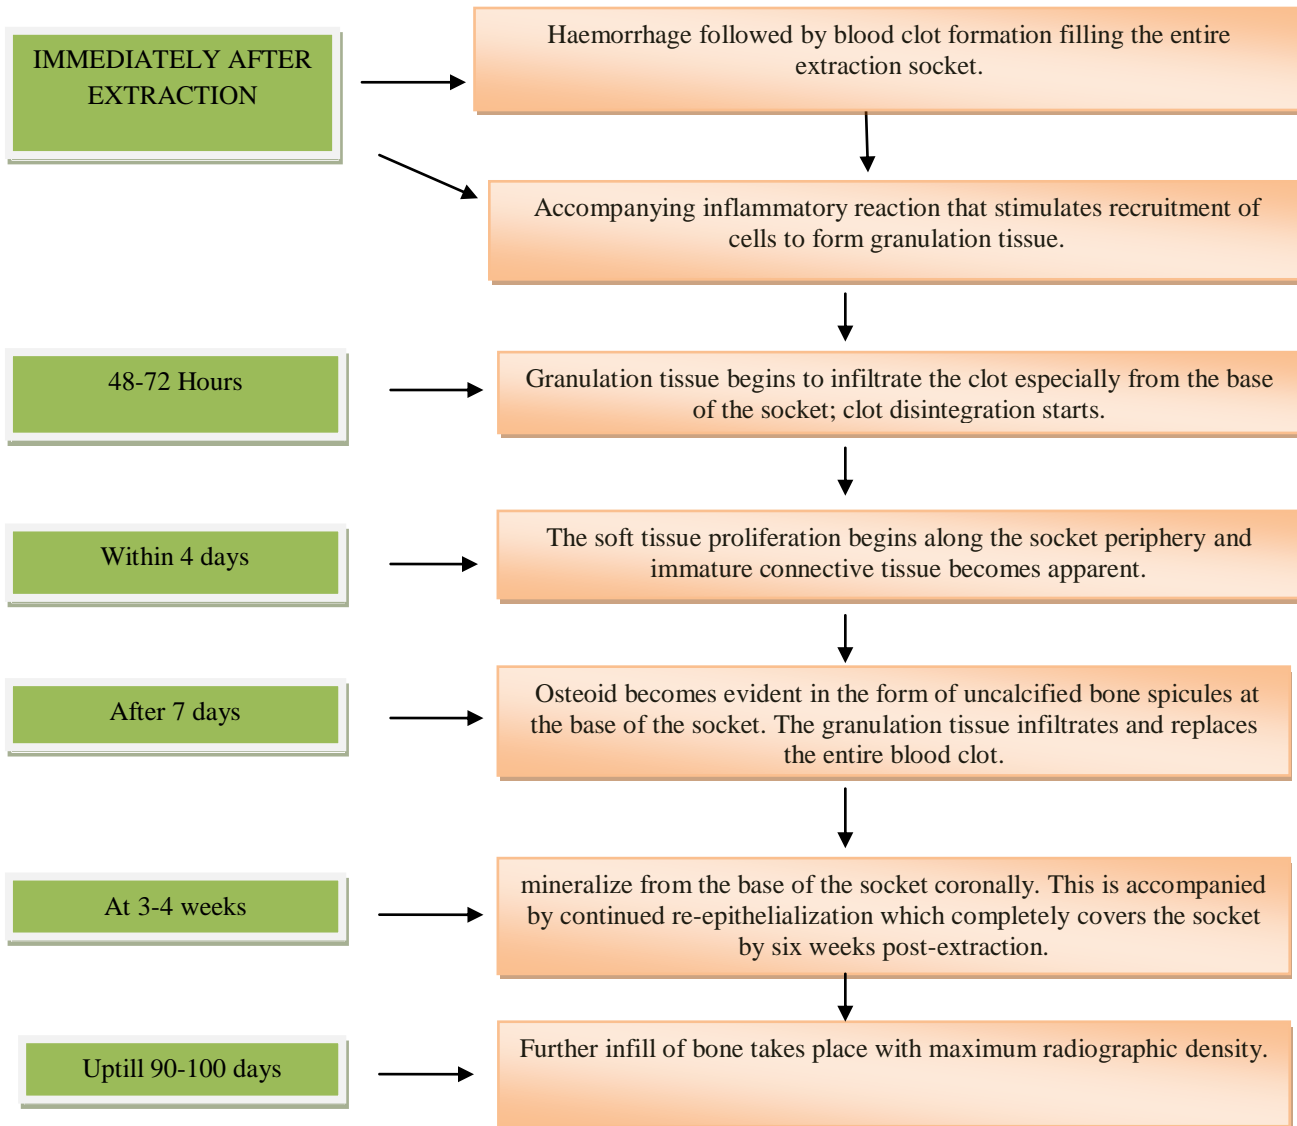 IMMEDIATELY AFTER
EXTRACTION
Haemorrhage followed by blood clot formation filling the entire
extraction socket.
Accompanying inflammatory reaction that stimulates recruitment of
cells to form granulation tissue.
48-72 Hours
Granulation tissue begins to infiltrate the clot especially from the base
of the socket; clot disintegration starts.
Within 4 days
The soft tissue proliferation begins along the socket periphery and
immature connective tissue becomes apparent.
After 7 days
Osteoid becomes evident in the form of uncalcified bone spicules at
the base of the socket. The granulation tissue infiltrates and replaces
the entire blood clot.
At 3-4 weeks
mineralize from the base of the socket coronally. This is accompanied
by continued re-epithelialization which completely covers the socket
by six weeks post-extraction.
Uptill 90-100 days
Further infill of bone takes place with maximum radiographic density.